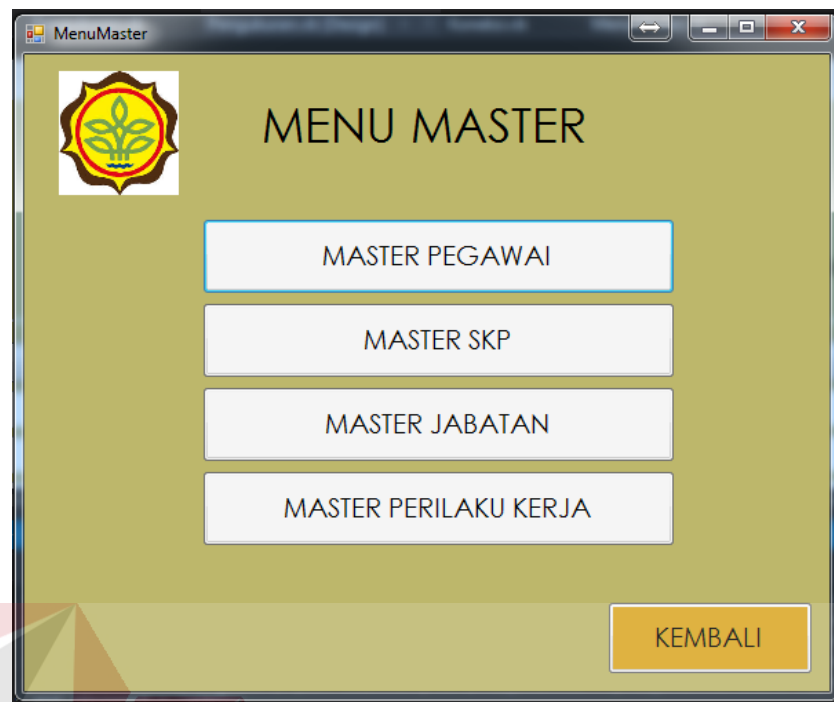 MenuMaster
MENU MASTER
MASTER PEGAWAI
MASTER SKP
MASTER JABATAN
MASTER PERILAKU KERJA
KEMBALI